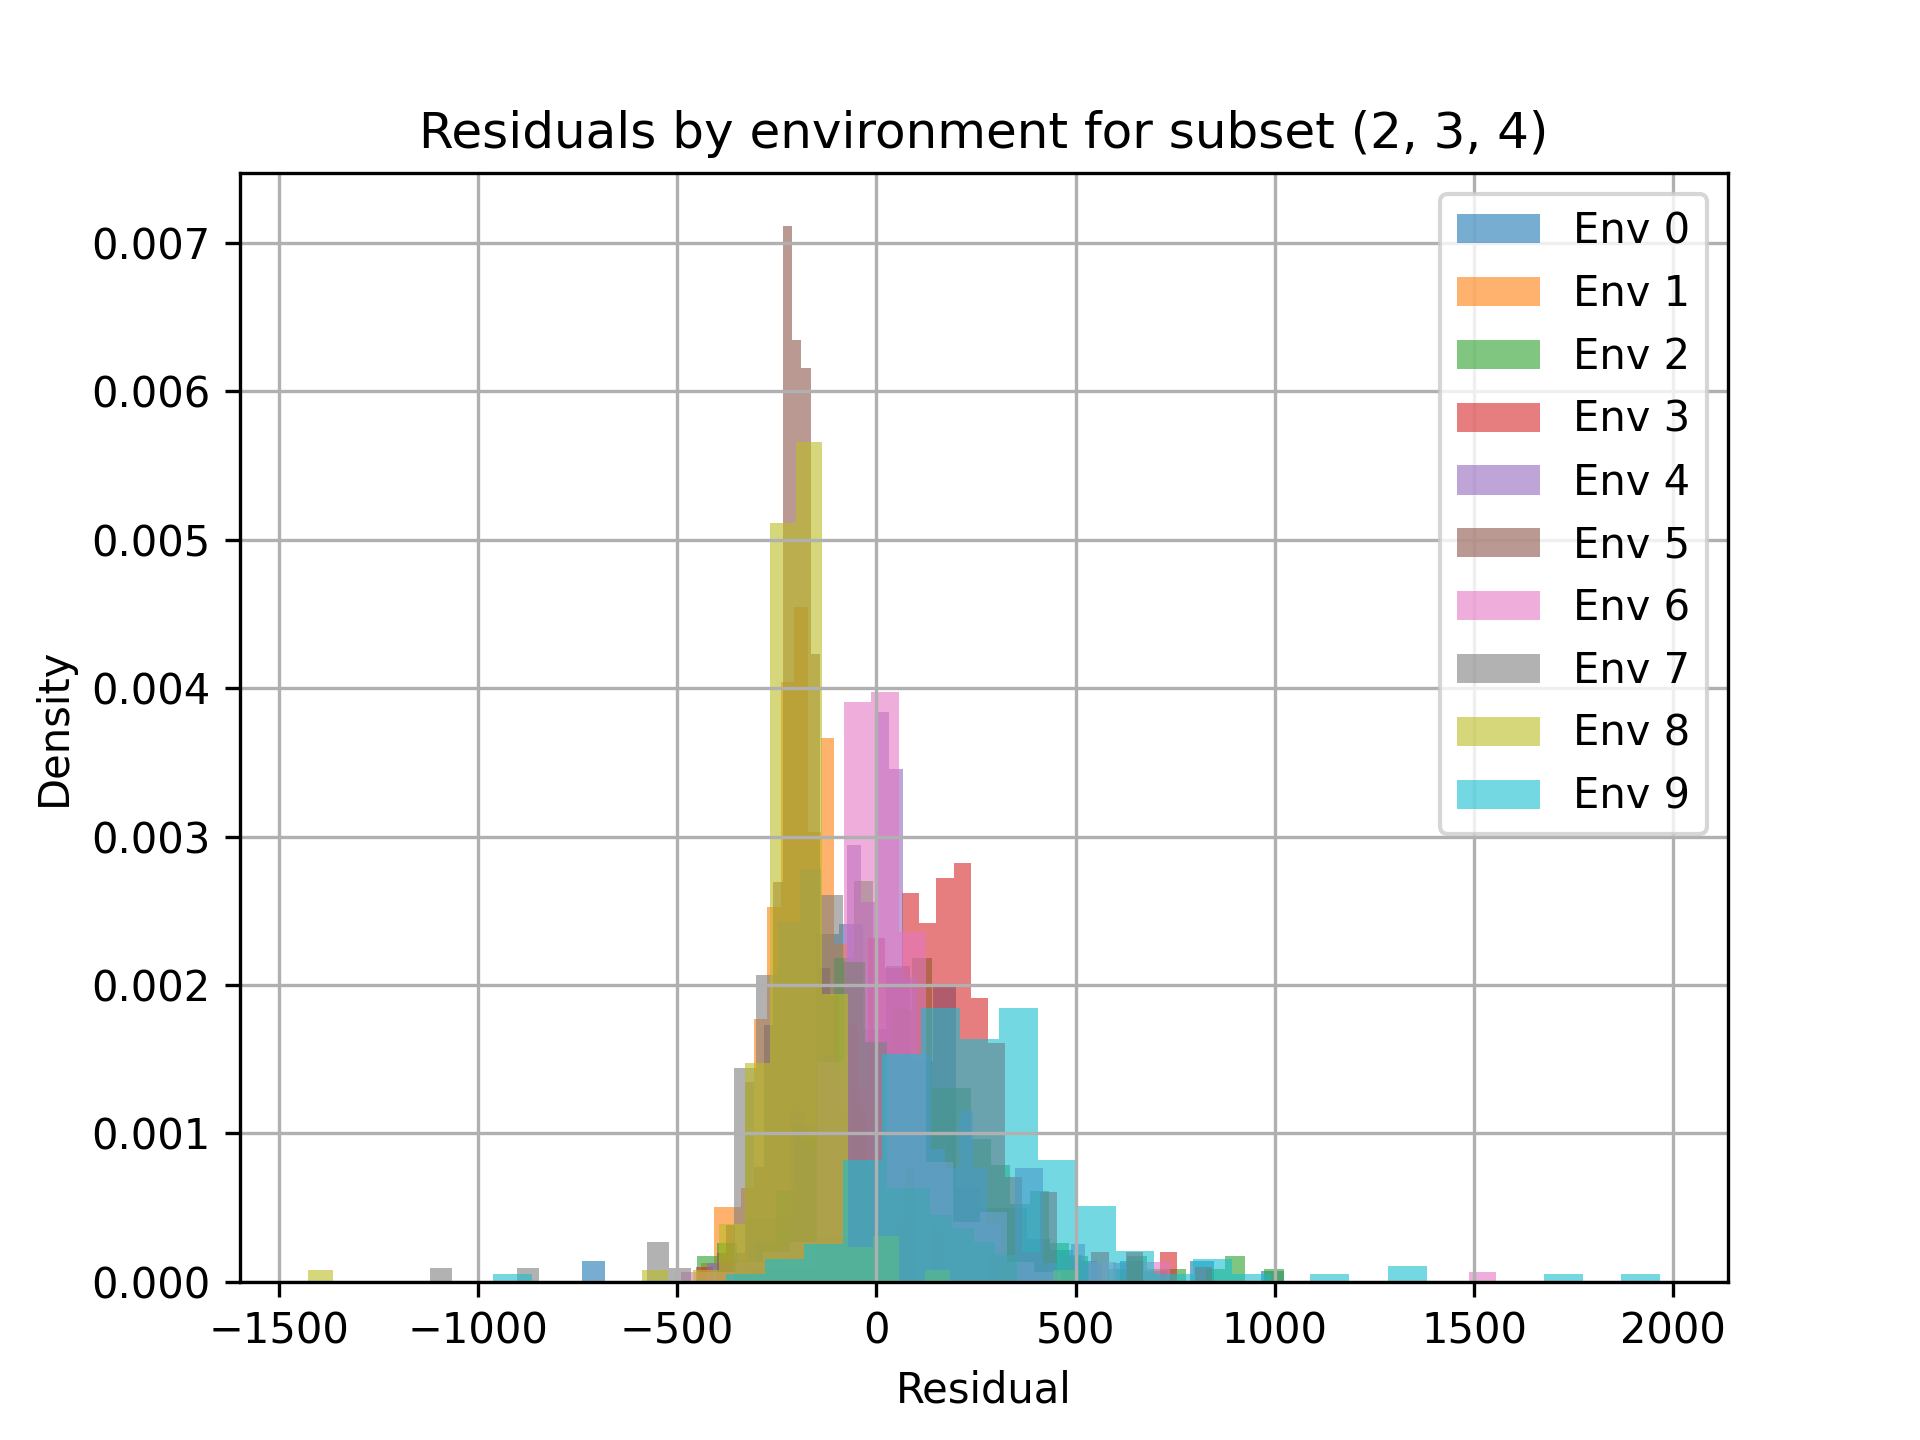 Residuals by environment for subset (2, 3, 4)
0.007
0.006
0.005
0.004
0.003
0.002
0.001
0.000
Density
−1500
−1000
−500
0
500
1000
1500
2000
Residual
Env 0
Env 1
Env 2
Env 3
Env 4
Env 5
Env 6
Env 7
Env 8
Env 9